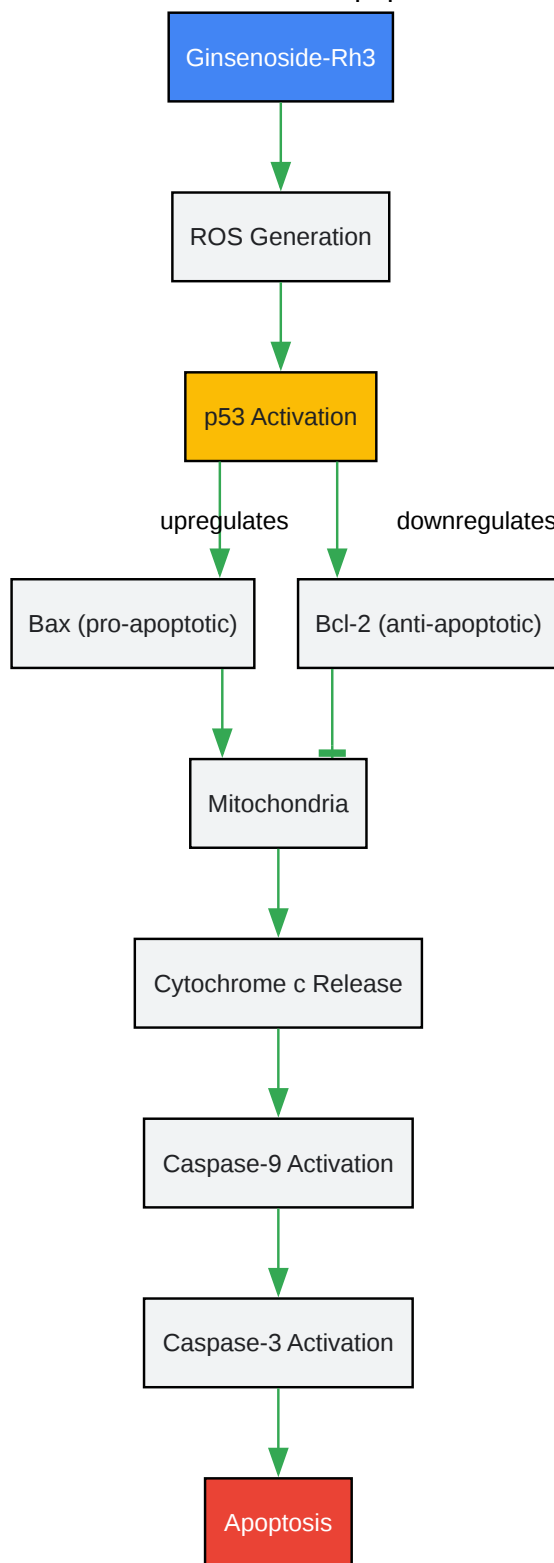 Ginsenoside-Rh3
ROS Generation
p53 Activation
upregulates
downregulates
Bax (pro-apoptotic)
Bcl-2 (anti-apoptotic)
Mitochondria
Cytochrome c Release
Caspase-9 Activation
Caspase-3 Activation
Apoptosis